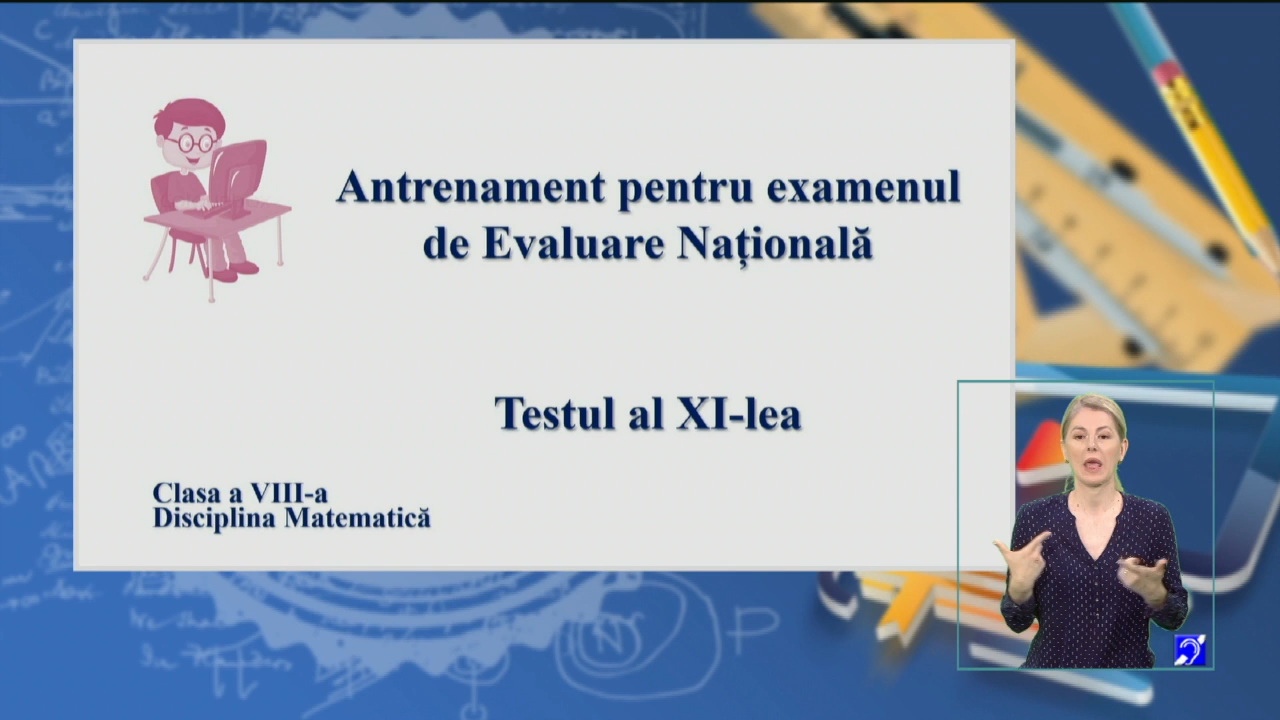 Antrenament pentru examenul
de Evaluare Națională
Testul al XI-lea
Clasa a VIII-a
Disciplina Matematică